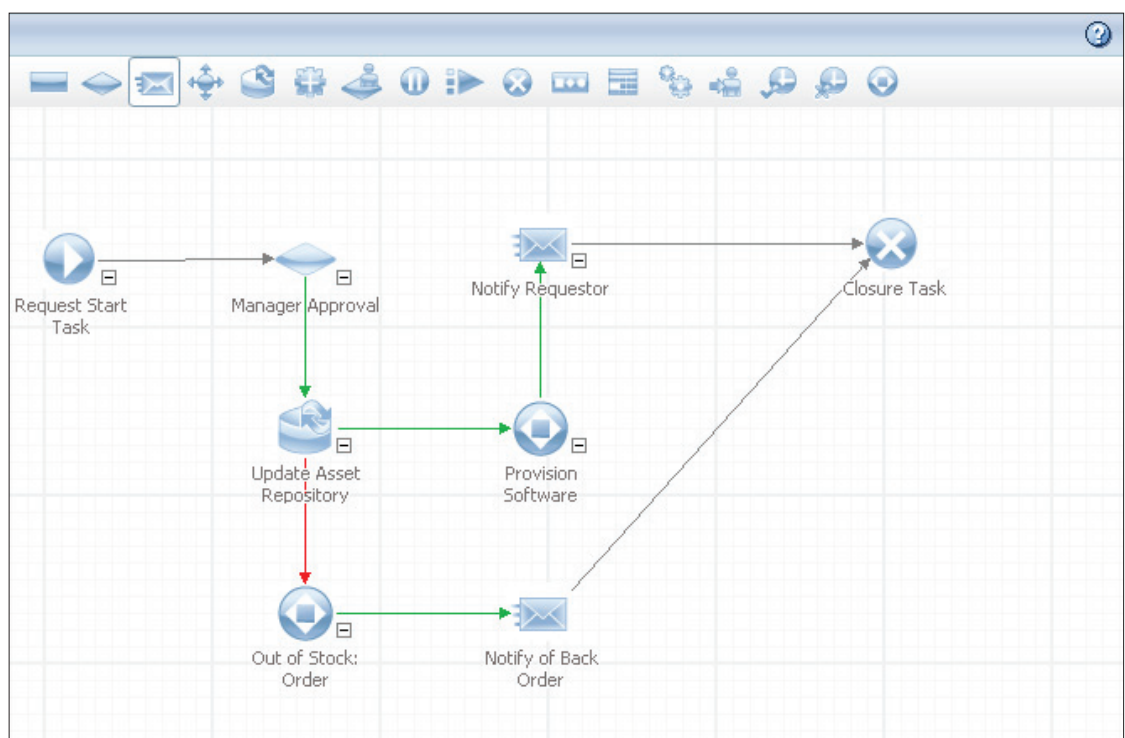 Request Start
Task
Manager Approval
Notify Requestor
Closure Task
Update Asset
Repository
Provision
Software
Out of Stock:
Order
Notify of Back
Order